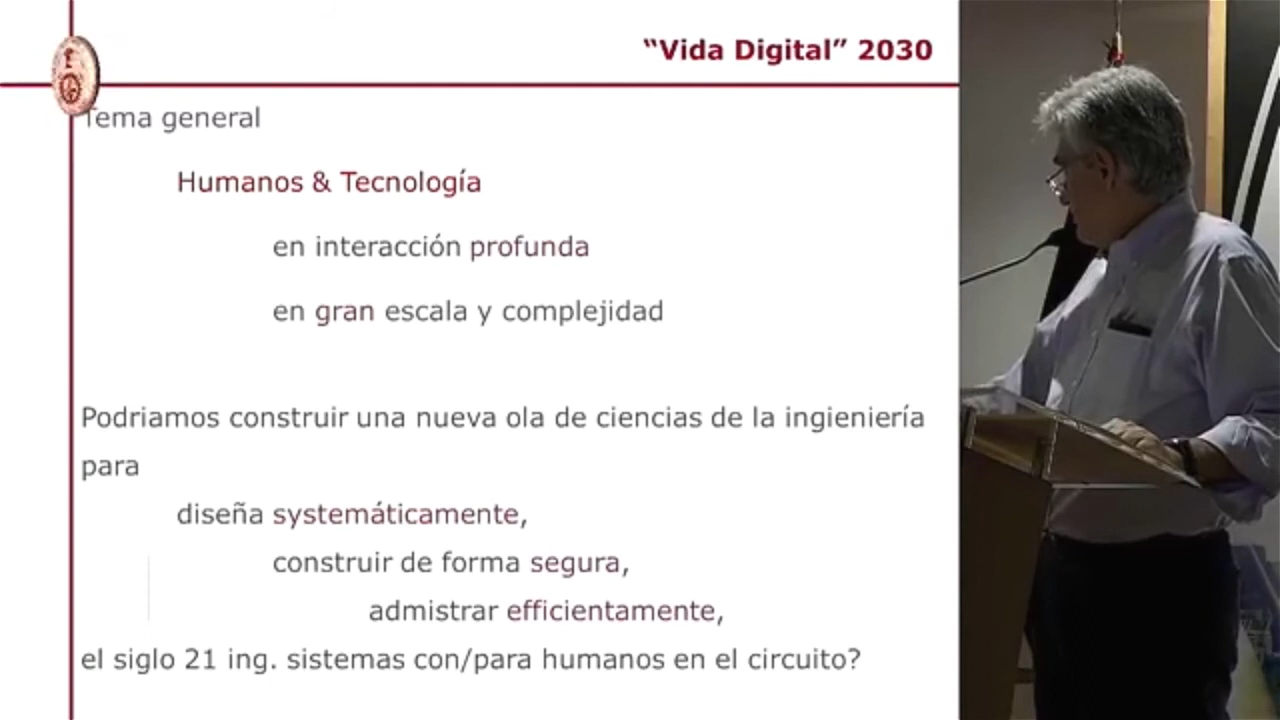 “Vida Digital” 2030
Tema general
Humanos & Tecnología
en interacción profunda
en gran escala y complejidad
Podriamos construir una nueva ola de ciencias de la ingieniería
para
diseña systemáticamente,
construir de forma segura,
admistrar efficientamente,
el siglo 21 ing. sistemas con/para humanos en el circuito?